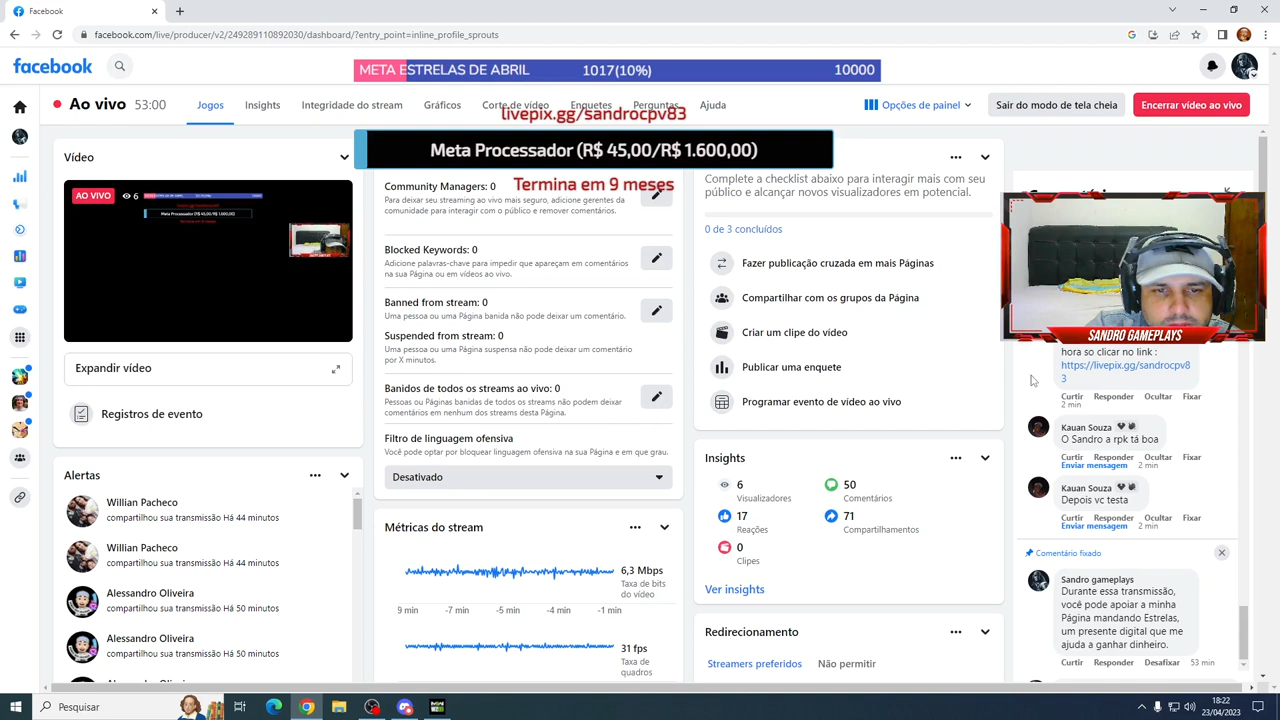 Facebook
facebook.com/live/producer/v2/249289110892030/dashboard/?entry_point=inline_profile_sprouts
facebook
META ESTRELAS DE ABRIL 1017(10%) 10000
Ao vivo 53:00
Jogos Insights Integridade do stream Gráficos Corte de vídeo Enquetes Perguntas Ajuda
Opções de painel
Sair do modo de tela cheia
Encerrar vídeo ao vivo
livepix.gg/sandrocpv83
Meta Processador (R$ 45,00/R$ 1.600,00)
Termina em 9 meses
Vídeo
AO VIVO 6
Expandir vídeo
Registros de evento
Alertas
Willian Pacheco
compartilhou sua transmissão Há 44 minutos
Willian Pacheco
compartilhou sua transmissão Há 44 minutos
Alessandro Oliveira
compartilhou sua transmissão Há 50 minutos
Alessandro Oliveira
compartilhou sua transmissão Há 50 minutos
Community Managers: 0
Para deixar seu streaming ao vivo mais seguro, adicione gerentes da
comunidade para interagir com o público e remover comentários.
Blocked Keywords: 0
Adicione palavras-chave para impedir que apareçam em comentários
na sua Página ou em vídeos ao vivo.
Banned from stream: 0
Uma pessoa ou uma Página banida não pode deixar um comentário.
Suspended from stream: 0
Uma pessoa ou uma Página suspensa não pode deixar um comentário
por X minutos.
Banidos de todos os streams ao vivo: 0
Pessoas ou Páginas banidas de todos os streams não podem deixar
comentários em nenhum dos streams desta Página.
Filtro de linguagem ofensiva
Você pode optar por bloquear linguagem ofensiva na sua Página e em que grau.
Desativado
Métricas do stream
6,3 Mbps
Taxa de bits
do vídeo
9 min -7 min -5 min -4 min -1 min
31 fps
Taxa de
quadros
Complete a checklist abaixo para interagir mais com seu
público e alcançar novos visualizadores em potencial.
0 de 3 concluídos
Fazer publicação cruzada em mais Páginas
Compartilhar com os grupos da Página
Criar um clipe do vídeo
Publicar uma enquete
Programar evento de vídeo ao vivo
Insights
6
Visualizadores
50
Comentários
17
Reações
71
Compartilhamentos
0
Clipes
Ver insights
Redirecionamento
Streamers preferidos Não permitir
SANDRO GAMEPLAYS
hora so clicar no link :
https://livepix.gg/sandrocpv8
3
Curtir Responder Ocultar Fixar
2 min
Kauan Souza
O Sandro a rpk tá boa
Curtir Responder Ocultar Fixar
Enviar mensagem 2 min
Kauan Souza
Depois vc testa
Curtir Responder Ocultar Fixar
Enviar mensagem 2 min
Comentário fixado
Sandro gameplays
Durante essa transmissão,
você pode apoiar a minha
Página mandando Estrelas,
um presente digital que me
ajuda a ganhar dinheiro.
Curtir Responder Desafixar 53 min
Pesquisar
18:22
23/04/2023